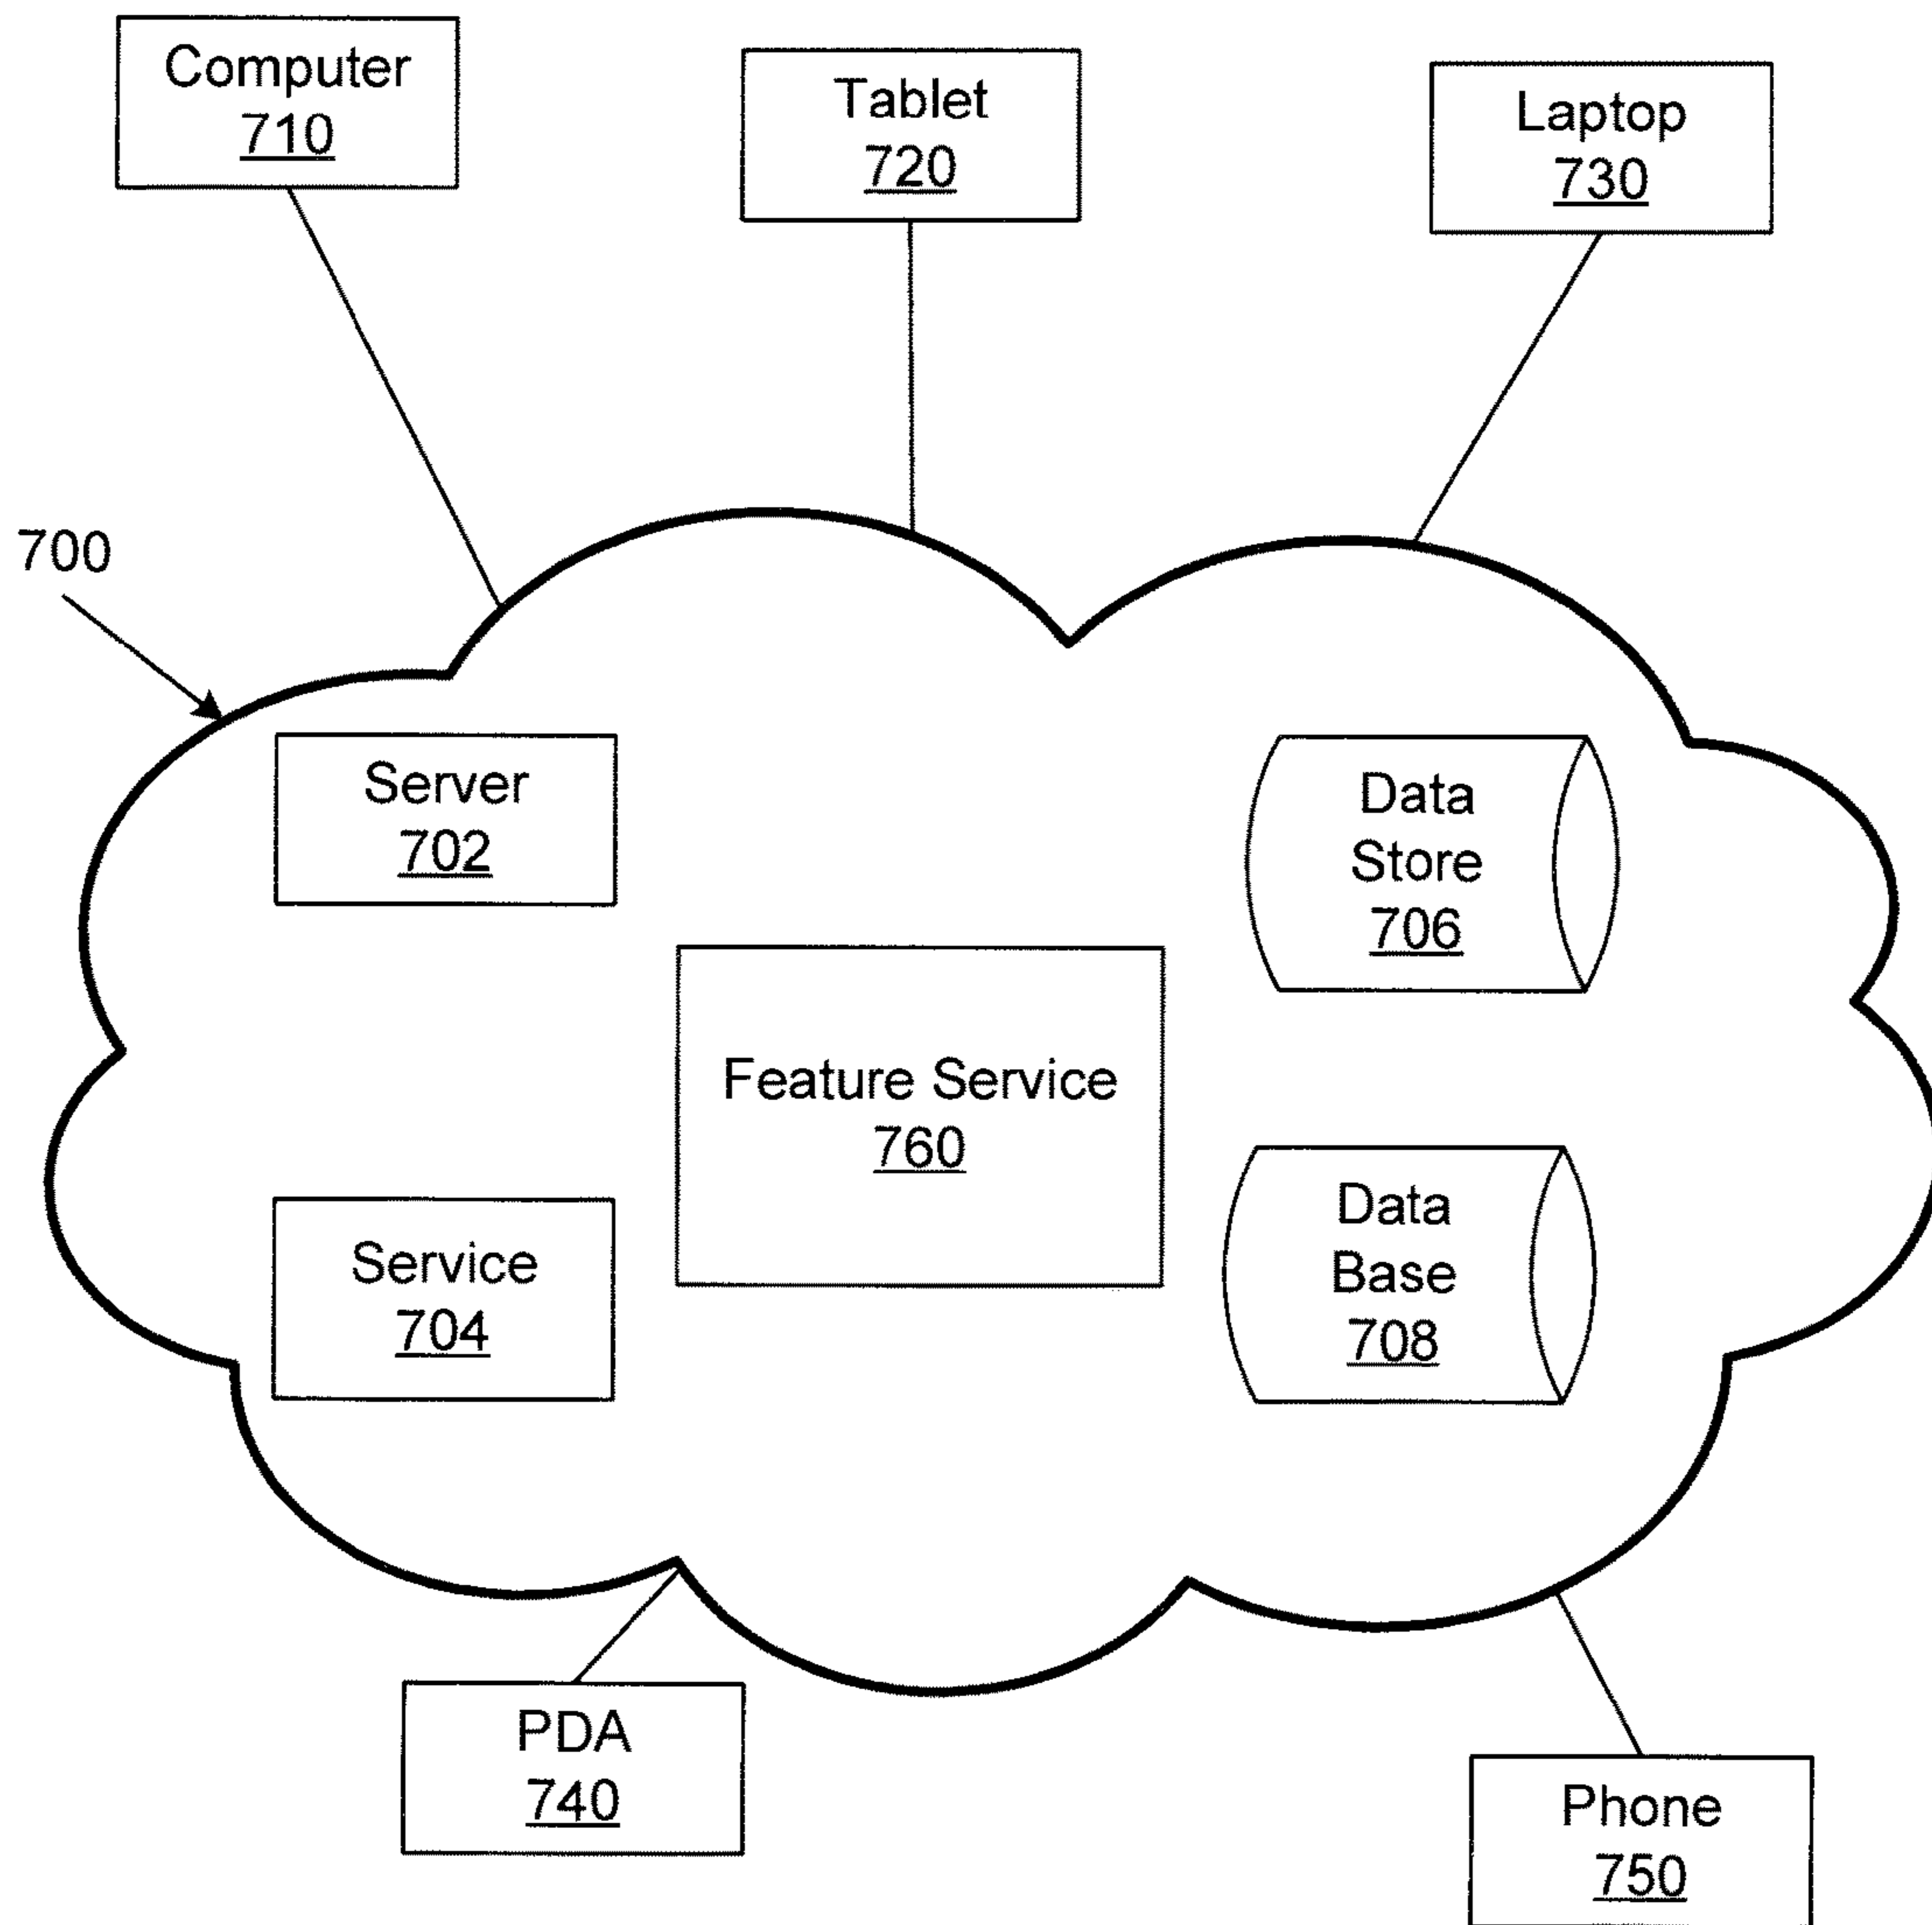 Computer
710
Tablet
720
Laptop
730
700
Server
702
Data
Store
706
Feature Service
760
Service
704
Data
Base
708
PDA
740
Phone
750